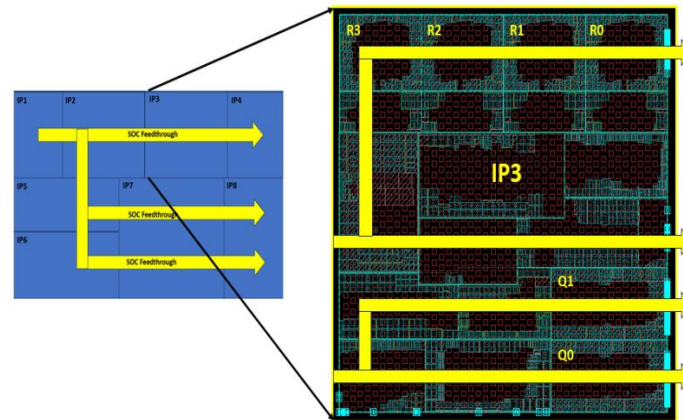 IP1 IP2 IP3 IP4
SOC Feedthrough
IP5 IP7 IP8
SOC Feedthrough
IP6
SOC Feedthrough
R3 R2 R1 R0
IP3
Q1
Q0